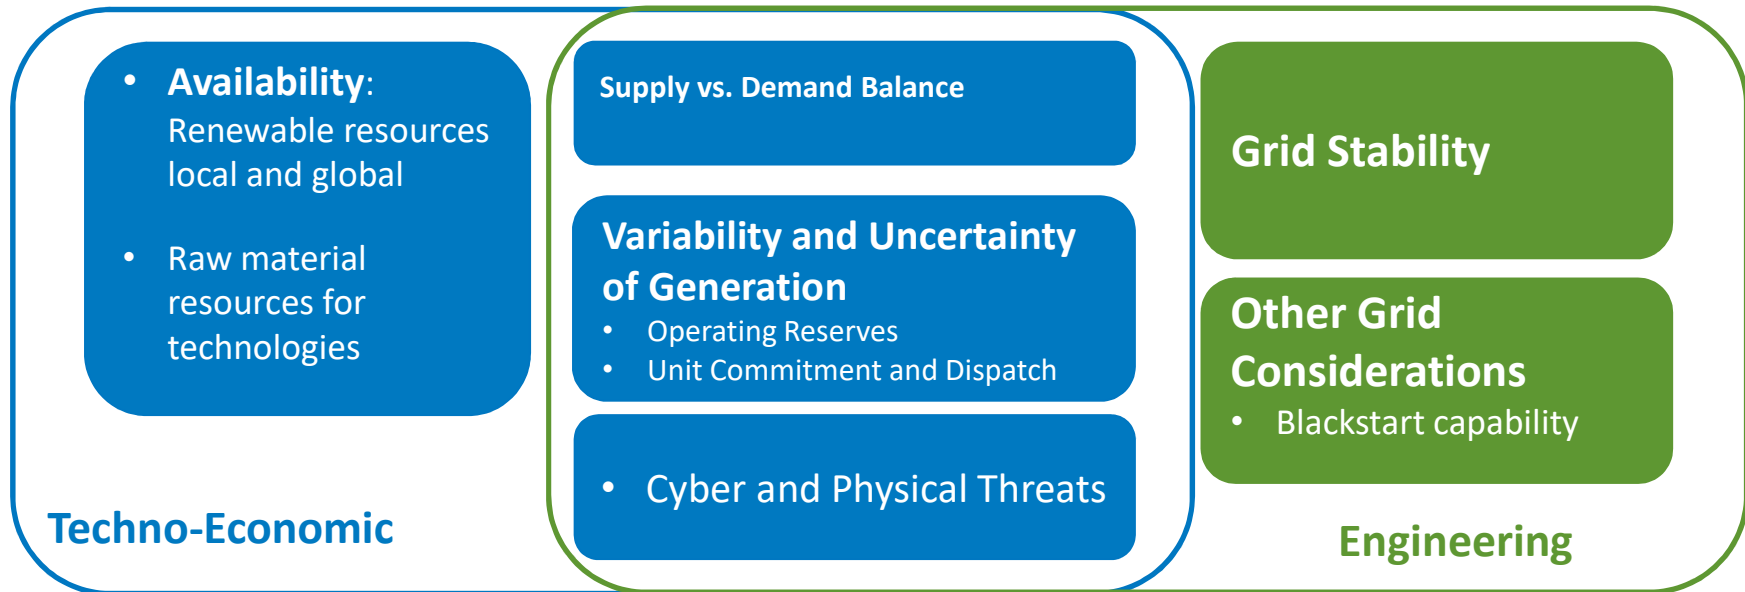 • Availability:
Renewable resources
local and global
• Raw material
resources for
technologies
Techno-Economic
Supply vs. Demand Balance
Variability and Uncertainty
of Generation
• Operating Reserves
• Unit Commitment and Dispatch
• Cyber and Physical Threats
Grid Stability
Other Grid
Considerations
• Blackstart capability
Engineering